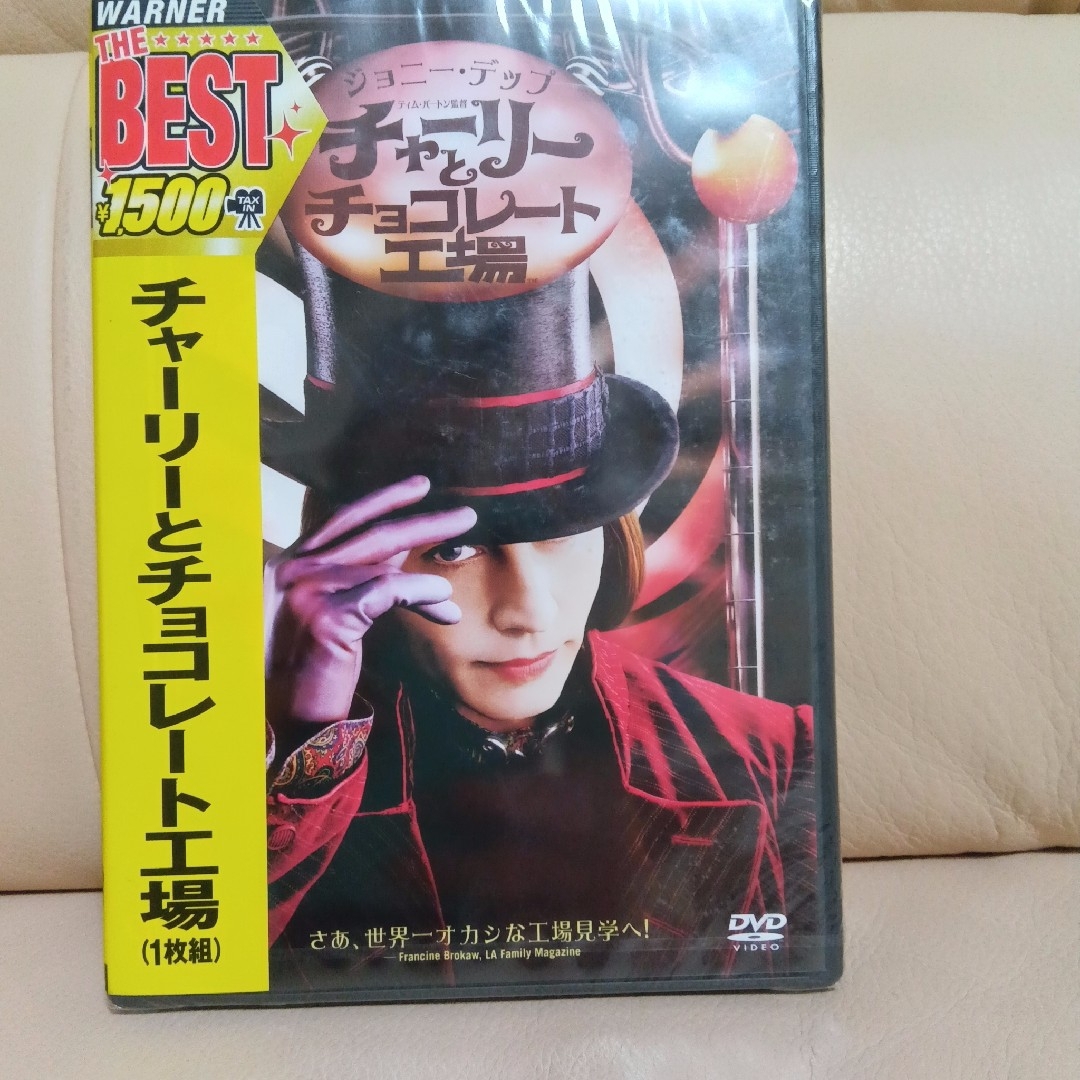 WARNER
THE
BEST
¥1,500
TAX
IN
チャーリーとチョコレート工場
(1枚組)
ジョニー・デップ
ティム・バートン監督
チャーリー
と
チョコレート
工場
さあ、世界一オカシな工場見学へ!
Francine Brokaw, LA Family Magazine
DVD
VIDEO